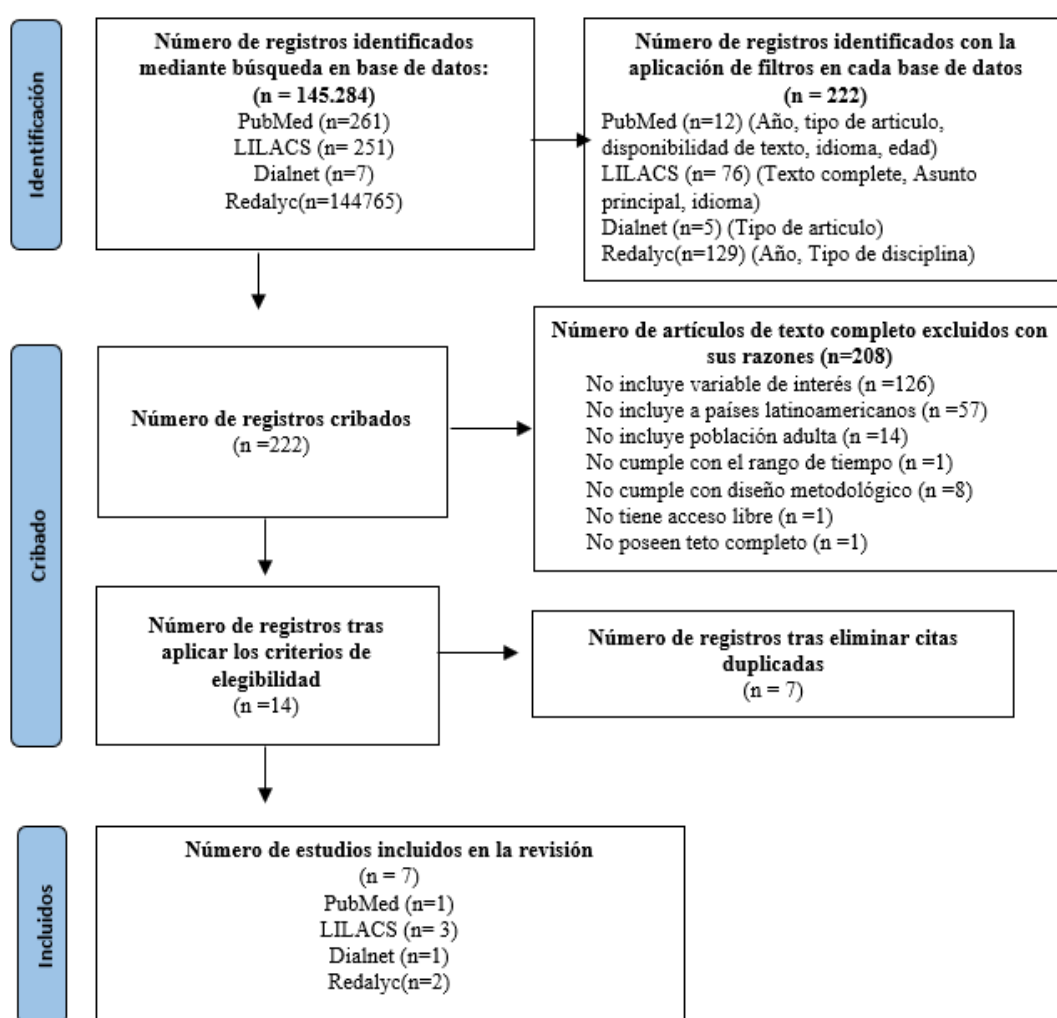 Identificación
Número de registros identificados
mediante búsqueda en base de datos:
(n = 145.284)
PubMed (n=261)
LILACS (n= 251)
Dialnet (n=7)
Redalyc(n=144765)
Número de registros identificados con la
aplicación de filtros en cada base de datos
(n = 222)
PubMed (n=12) (Año, tipo de articulo,
disponibilidad de texto, idioma, edad)
LILACS (n= 76) (Texto complete, Asunto
principal, idioma)
Dialnet (n=5) (Tipo de articulo)
Redalyc(n=129) (Año, Tipo de disciplina)
Cribado
Número de registros cribados
(n =222)
Número de artículos de texto completo excluidos con
sus razones (n=208)
No incluye variable de interés (n =126)
No incluye a países latinoamericanos (n =57)
No incluye población adulta (n =14)
No cumple con el rango de tiempo (n =1)
No cumple con diseño metodológico (n =8)
No tiene acceso libre (n =1)
No poseen teto completo (n =1)
Número de registros tras
aplicar los criterios de
elegibilidad
(n =14)
Número de registros tras eliminar citas
duplicadas
(n = 7)
Incluidos
Número de estudios incluidos en la revisión
(n = 7)
PubMed (n=1)
LILACS (n= 3)
Dialnet (n=1)
Redalyc(n=2)